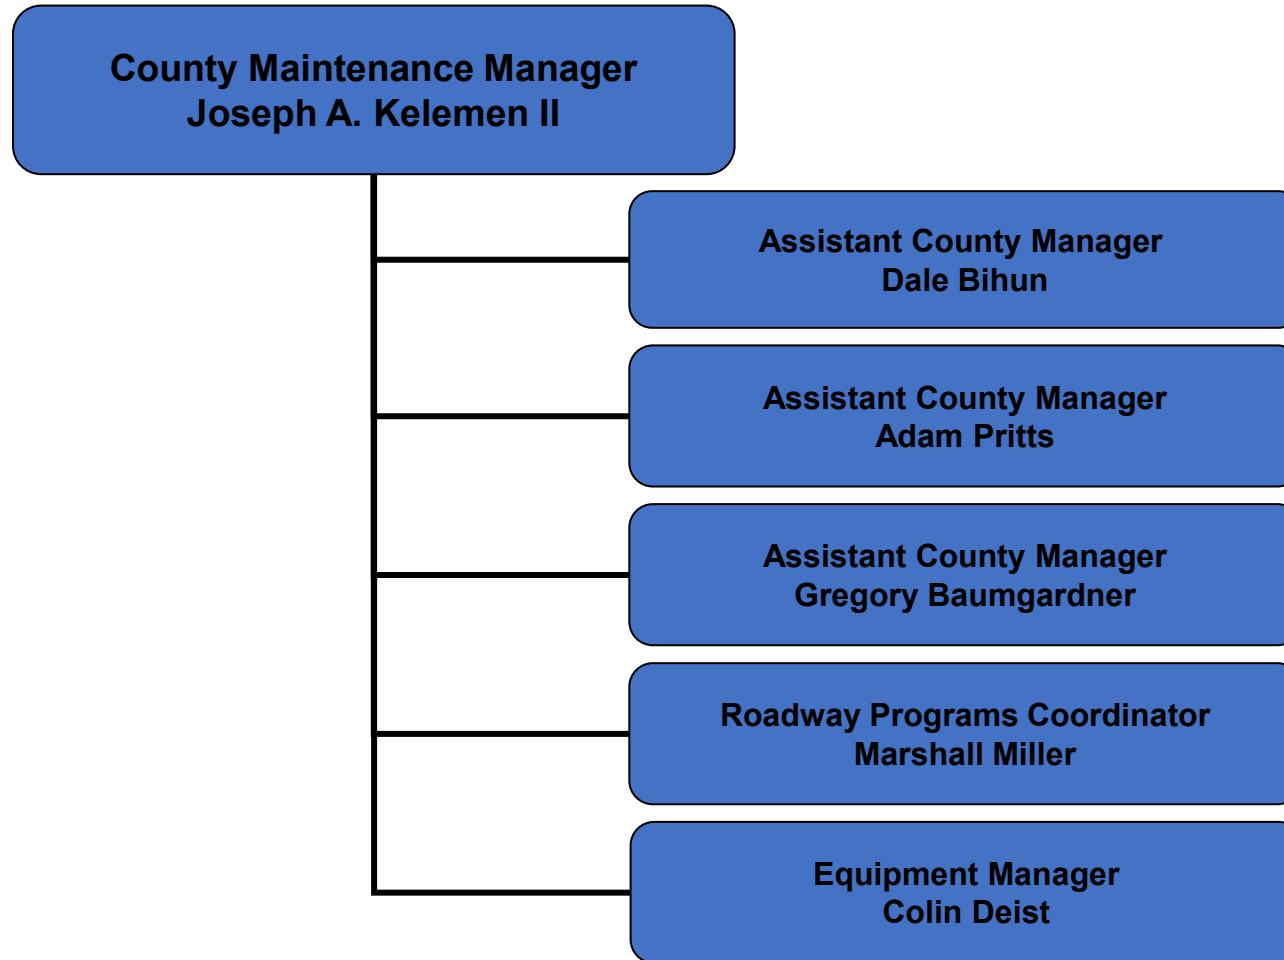 County Maintenance Manager
Joseph A. Kelemen II
Assistant County Manager
Dale Bihun
Assistant County Manager
Adam Pritts
Assistant County Manager
Gregory Baumgardner
Roadway Programs Coordinator
Marshall Miller
Equipment Manager
Colin Deist